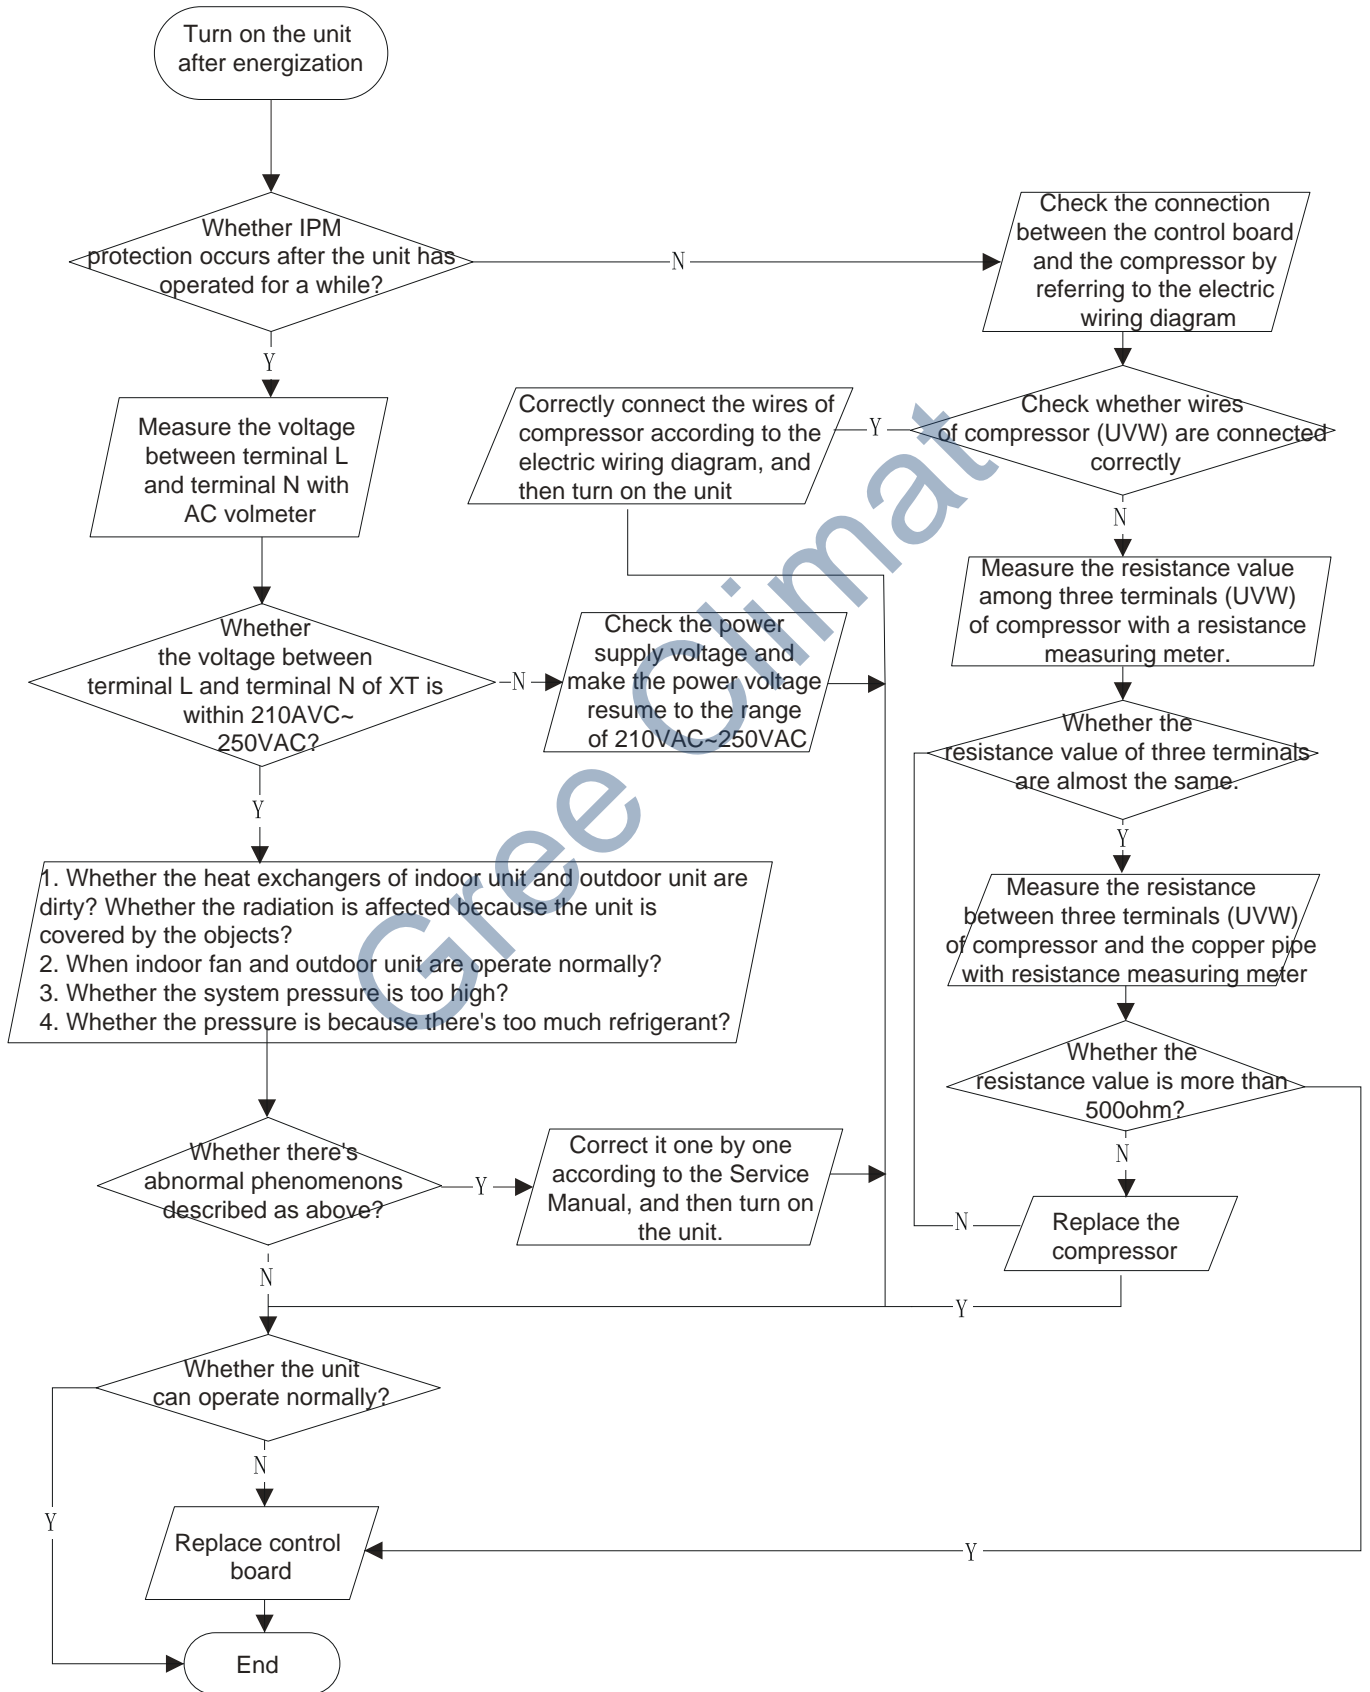 Turn on the unit
after energization
Whether IPM
protection occurs after the unit has
operated for a while?
N
Check the connection
between the control board
and the compressor by
referring to the electric
wiring diagram
Y
Measure the voltage
between terminal L
and terminal N with
AC volmeter
Correctly connect the wires of
compressor according to the
electric wiring diagram, and
then turn on the unit
Y
Check whether wires
of compressor (UVW) are connected
correctly
N
Measure the resistance value
among three terminals (UVW)
of compressor with a resistance
measuring meter.
Whether
the voltage between
terminal L and terminal N of XT is
within 210AVC~
250VAC?
N
Check the power
supply voltage and
make the power voltage
resume to the range
of 210VAC~250VAC
Whether the
resistance value of three terminals
are almost the same.
Y
Y
1. Whether the heat exchangers of indoor unit and outdoor unit are
dirty? Whether the radiation is affected because the unit is
covered by the objects?
2. When indoor fan and outdoor unit are operate normally?
3. Whether the system pressure is too high?
4. Whether the pressure is because there's too much refrigerant?
Measure the resistance
between three terminals (UVW)
of compressor and the copper pipe
with resistance measuring meter
Whether the
resistance value is more than
500ohm?
N
Whether there's
abnormal phenomenons
described as above?
Y
Correct it one by one
according to the Service
Manual, and then turn on
the unit.
N
Replace the
compressor
N
Y
Whether the unit
can operate normally?
N
Y
Replace control
board
Y
End
Gree Climat